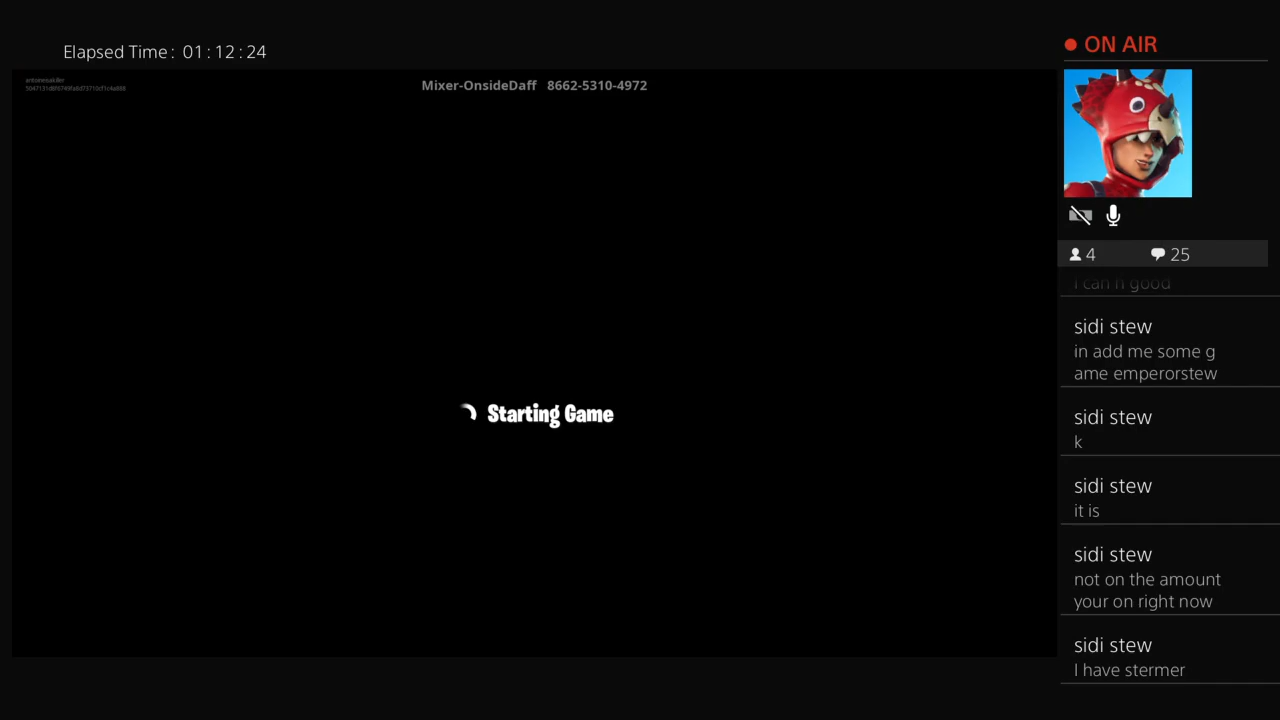 Elapsed Time: 01:12:24
ON AIR
Mixer-OnsideDaff 8662-5310-4972
4 25
I can n good
sidi stew
in add me some g
ame emperorstew
sidi stew
k
Starting Game
sidi stew
it is
sidi stew
not on the amount
your on right now
sidi stew
I have stermer